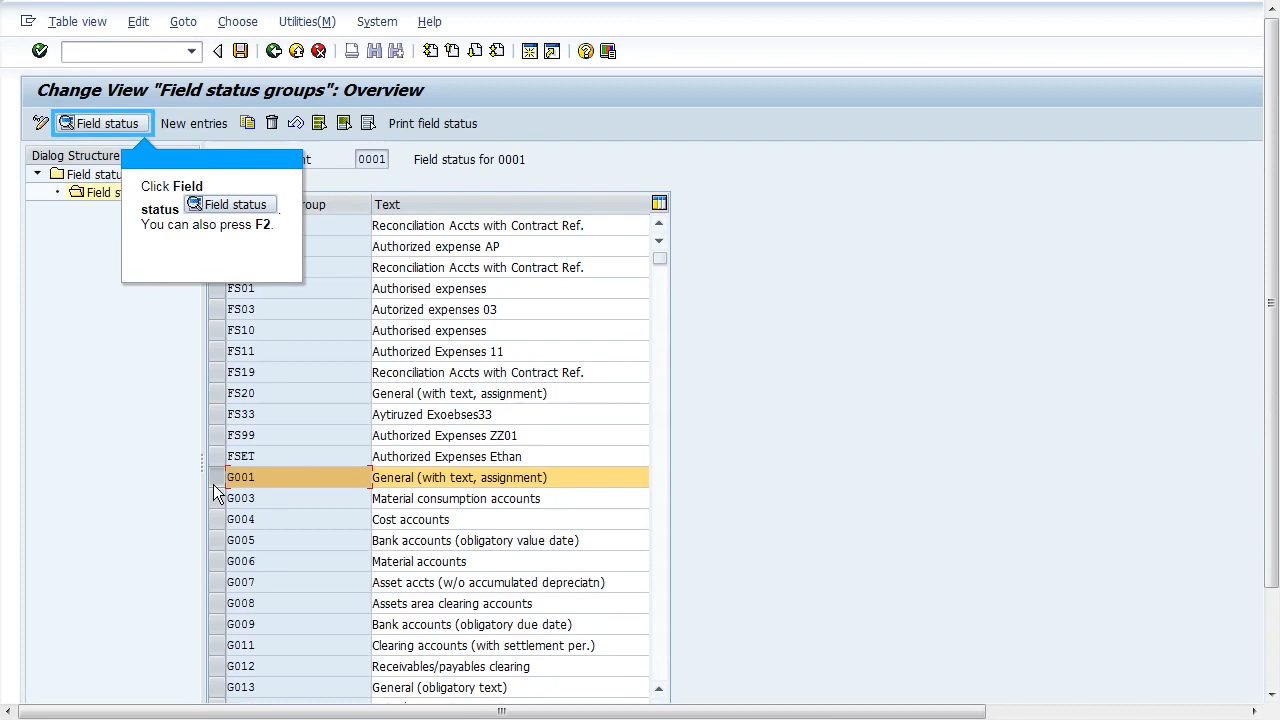 Table view Edit Goto Choose Utilities(M) System Help
Change View "Field status groups": Overview
Field status New entries Print field status
Dialog Structure
Field statu
Field s
Click Field
status Field status .
You can also press F2.
nt 0001 Field status for 0001
roup Text
Reconciliation Accts with Contract Ref.
Authorized expense AP
Reconciliation Accts with Contract Ref.
FS01 Authorised expenses
FS03 Autorized expenses 03
FS10 Authorised expenses
FS11 Authorized Expenses 11
FS19 Reconciliation Accts with Contract Ref.
FS20 General (with text, assignment)
FS33 Aytiruzed Exoebses33
FS99 Authorized Expenses ZZ01
FSET Authorized Expenses Ethan
G001 General (with text, assignment)
G003 Material consumption accounts
G004 Cost accounts
G005 Bank accounts (obligatory value date)
G006 Material accounts
G007 Asset accts (w/o accumulated depreciatn)
G008 Assets area clearing accounts
G009 Bank accounts (obligatory due date)
G011 Clearing accounts (with settlement per.)
G012 Receivables/payables clearing
G013 General (obligatory text)